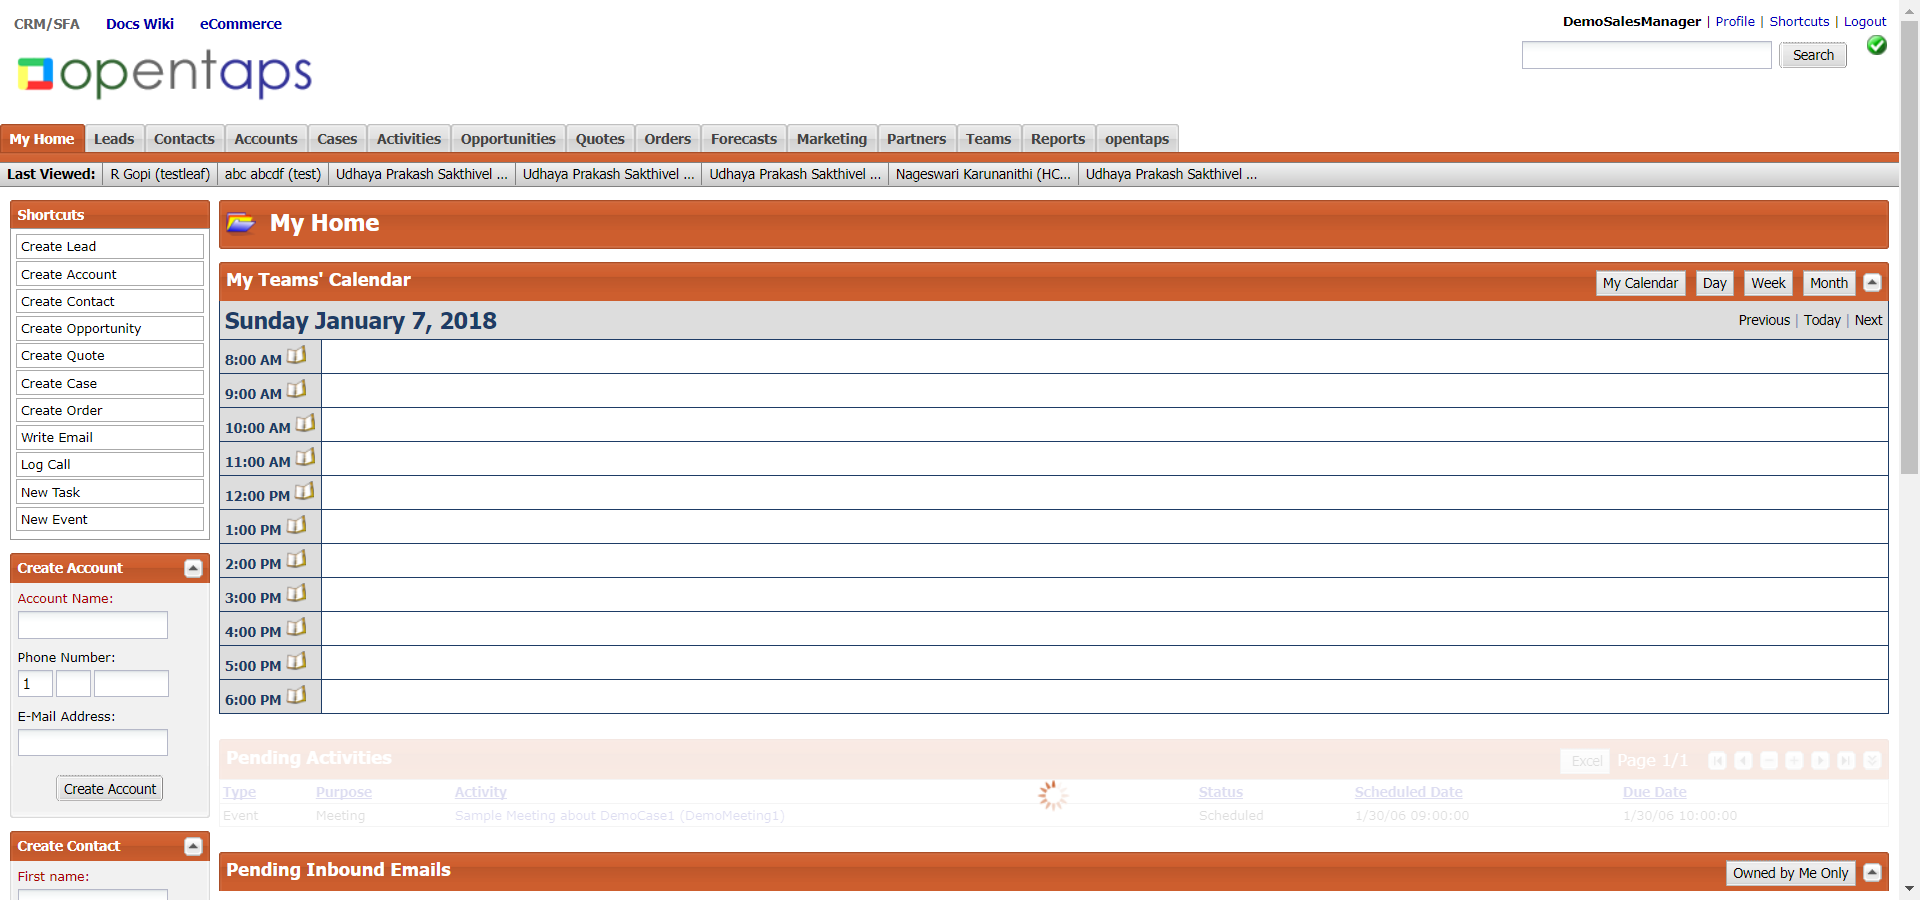 CRM/SFA Docs Wiki eCommerce
DemoSalesManager | Profile | Shortcuts | Logout
Search
opentaps
My Home Leads Contacts Accounts Cases Activities Opportunities Quotes Orders Forecasts Marketing Partners Teams Reports opentaps
Last Viewed: R Gopi (testleaf) abc abcdf (test) Udhaya Prakash Sakthivel ... Udhaya Prakash Sakthivel ... Udhaya Prakash Sakthivel ... Nageswari Karunanithi (HC... Udhaya Prakash Sakthivel ...
Shortcuts
Create Lead
Create Account
Create Contact
Create Opportunity
Create Quote
Create Case
Create Order
Write Email
Log Call
New Task
New Event
Create Account
Account Name:
Phone Number:
1
E-Mail Address:
Create Account
Create Contact
First name:
My Home
My Teams' Calendar My Calendar Day Week Month
Sunday January 7, 2018 Previous | Today | Next
8:00 AM
9:00 AM
10:00 AM
11:00 AM
12:00 PM
1:00 PM
2:00 PM
3:00 PM
4:00 PM
5:00 PM
6:00 PM
Pending Activities Excel Page 1/1
Type Purpose Activity Status Scheduled Date Due Date
Event Meeting Sample Meeting about DemoCase1 (DemoMeeting1) Scheduled 1/30/06 09:00:00 1/30/06 10:00:00
Pending Inbound Emails Owned by Me Only